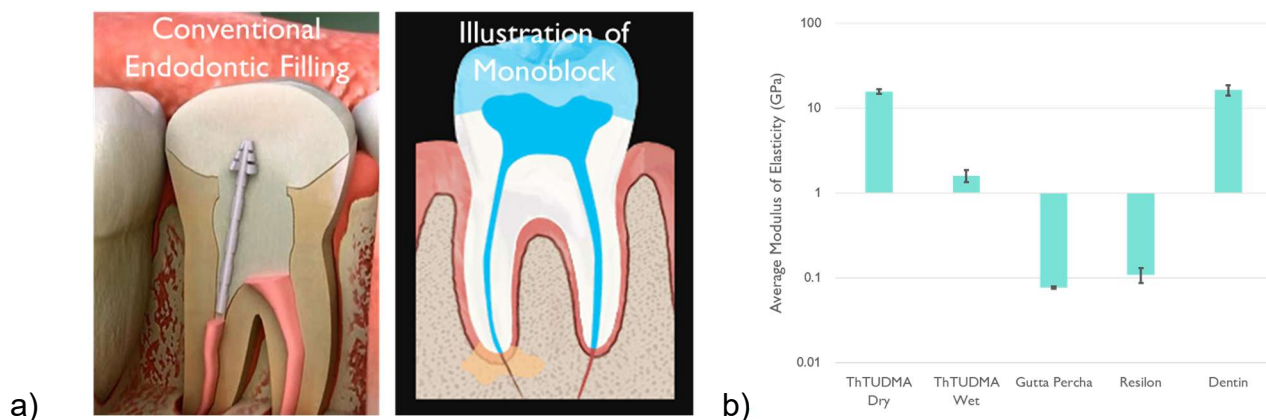 a)
Conventional
Endodontic Filling
Illustration of
Monoblock
b)
Average Modulus of Elasticity (GPa)
100
10
1
0.1
0.01
ThTUDMA
Dry
ThTUDMA
Wet
Gutta Percha
Resilon
Dentin